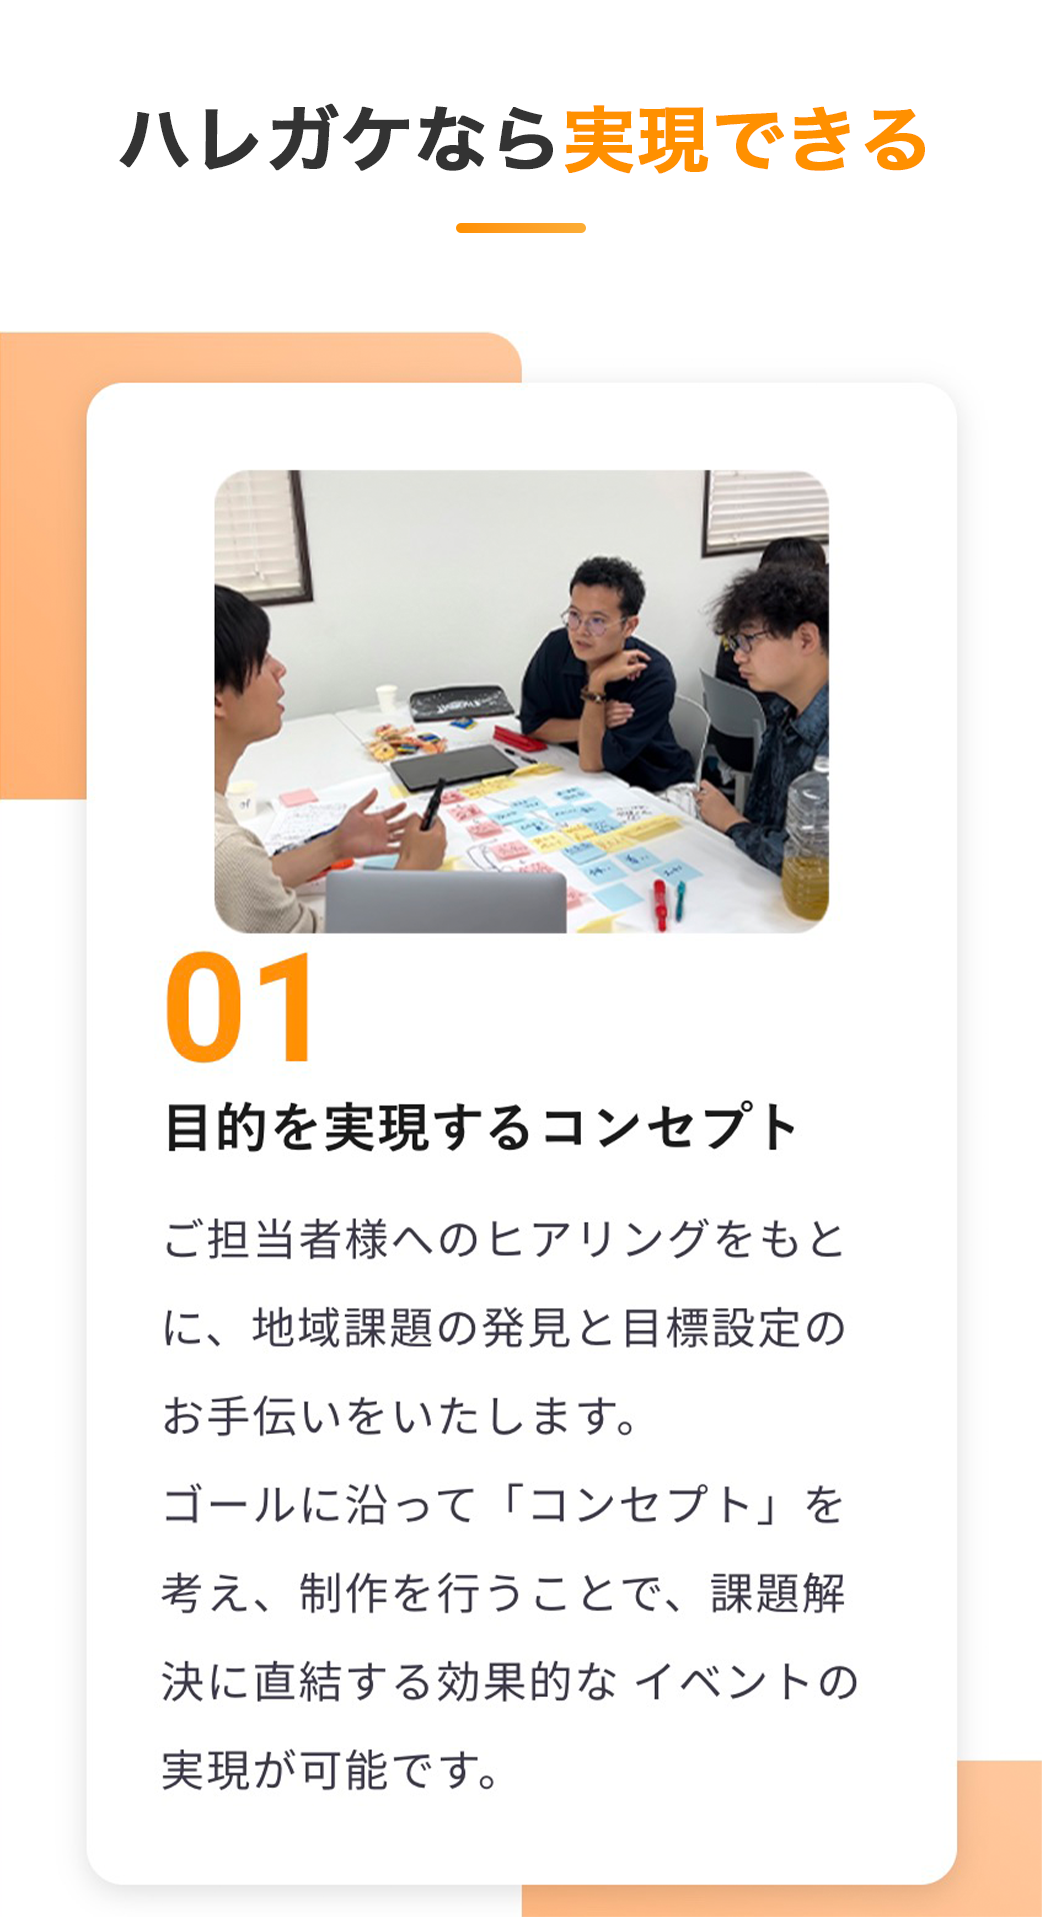 ハレガケなら実現できる
01
目的を実現するコンセプト
ご担当者様へのヒアリングをもと
に、地域課題の発見と目標設定の
お手伝いをいたします。
ゴールに沿って「コンセプト」を
考え、制作を行うことで、課題解
決に直結する効果的な イベントの
実現が可能です。